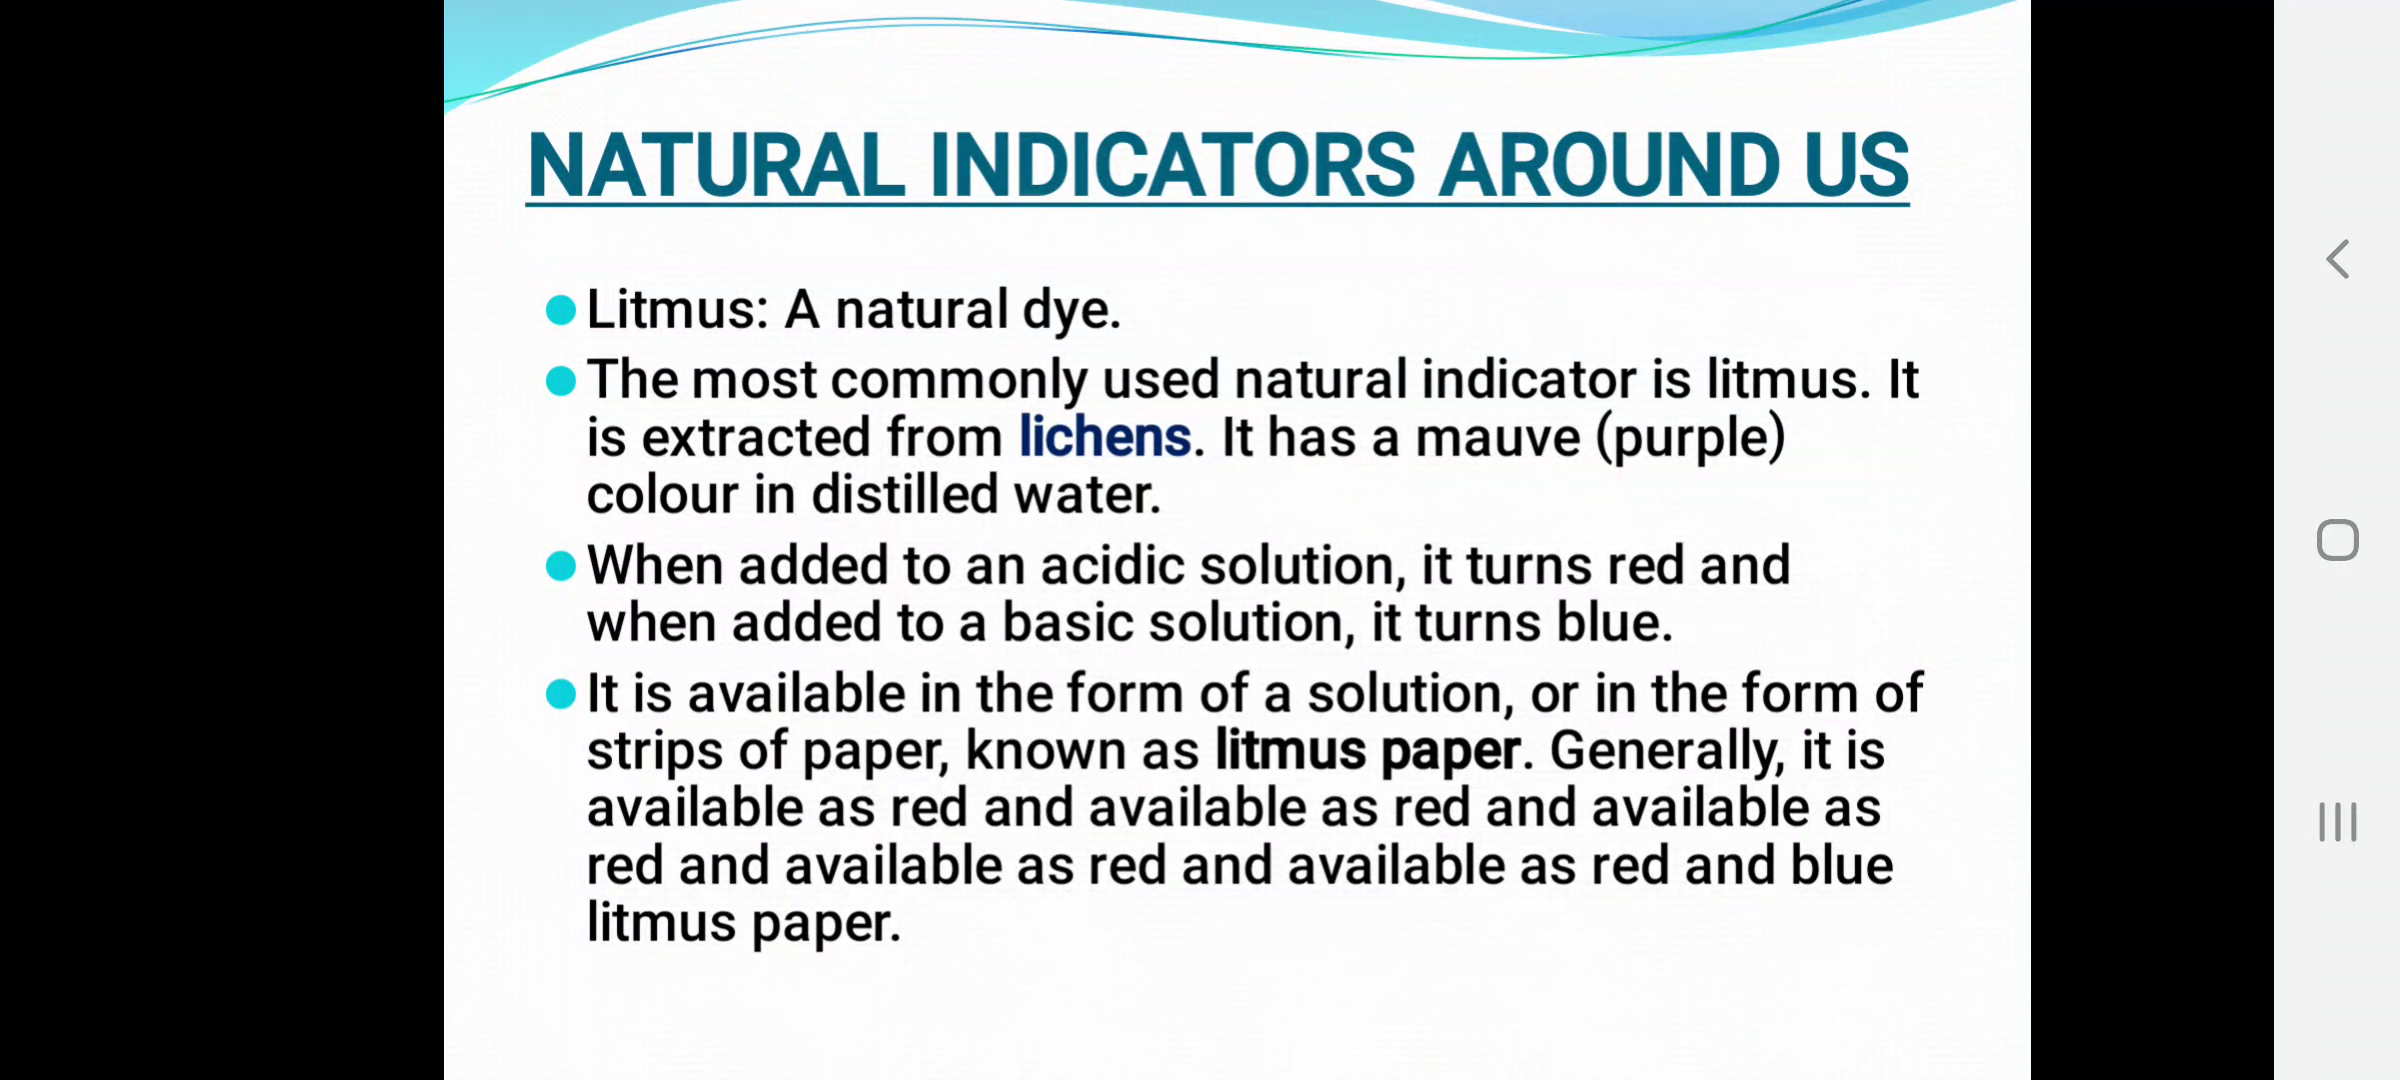 NATURAL INDICATORS AROUND US
Litmus: A natural dye.
The most commonly used natural indicator is litmus. It
is extracted from lichens. It has a mauve (purple)
colour in distilled water.
When added to an acidic solution, it turns red and
when added to a basic solution, it turns blue.
It is available in the form of a solution, or in the form of
strips of paper, known as litmus paper. Generally, it is
available as red and available as red and available as
red and available as red and available as red and blue
litmus paper.